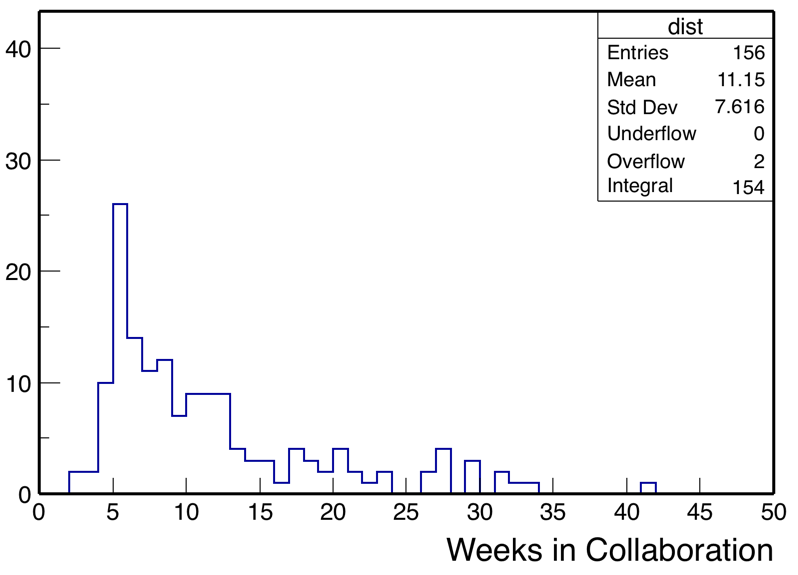 dist
Entries 156
Mean 11.15
Std Dev 7.616
Underflow 0
Overflow 2
Integral 154
40
30
20
10
0
0 5 10 15 20 25 30 35 40 45 50
Weeks in Collaboration